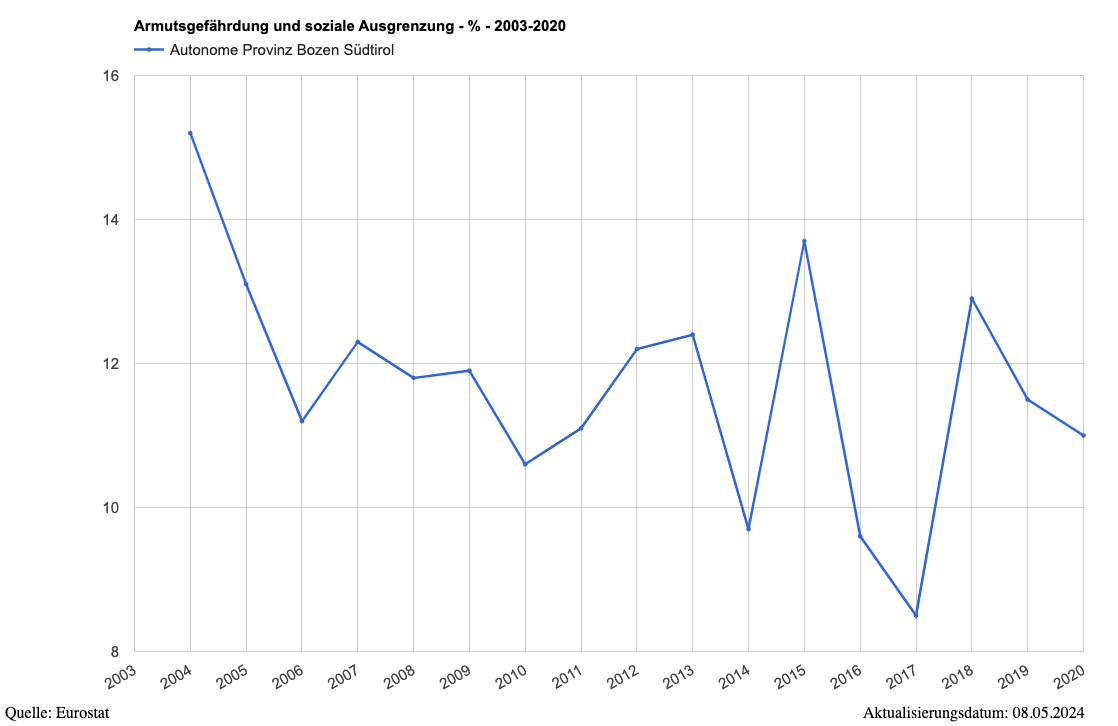 Armutsgefährdung und soziale Ausgrenzung - % - 2003-2020
Autonome Provinz Bozen Südtirol
16
14
12
10
8
2003 2004 2005 2006 2007 2008 2009 2010 2011 2012 2013 2014 2015 2016 2017 2018 2019 2020
Quelle: Eurostat Aktualisierungsdatum: 08.05.2024